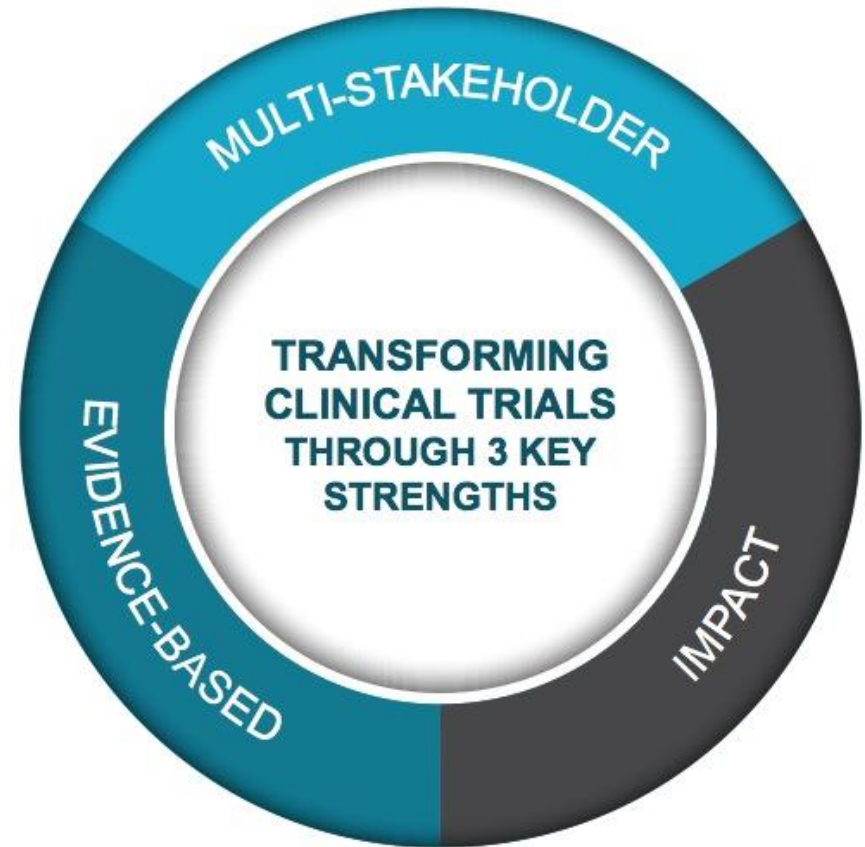 MULTI-STAKEHOLDER
TRANSFORMING
CLINICAL TRIALS
THROUGH 3 KEY
STRENGTHS
EVIDENCE-BASED
IMPACT